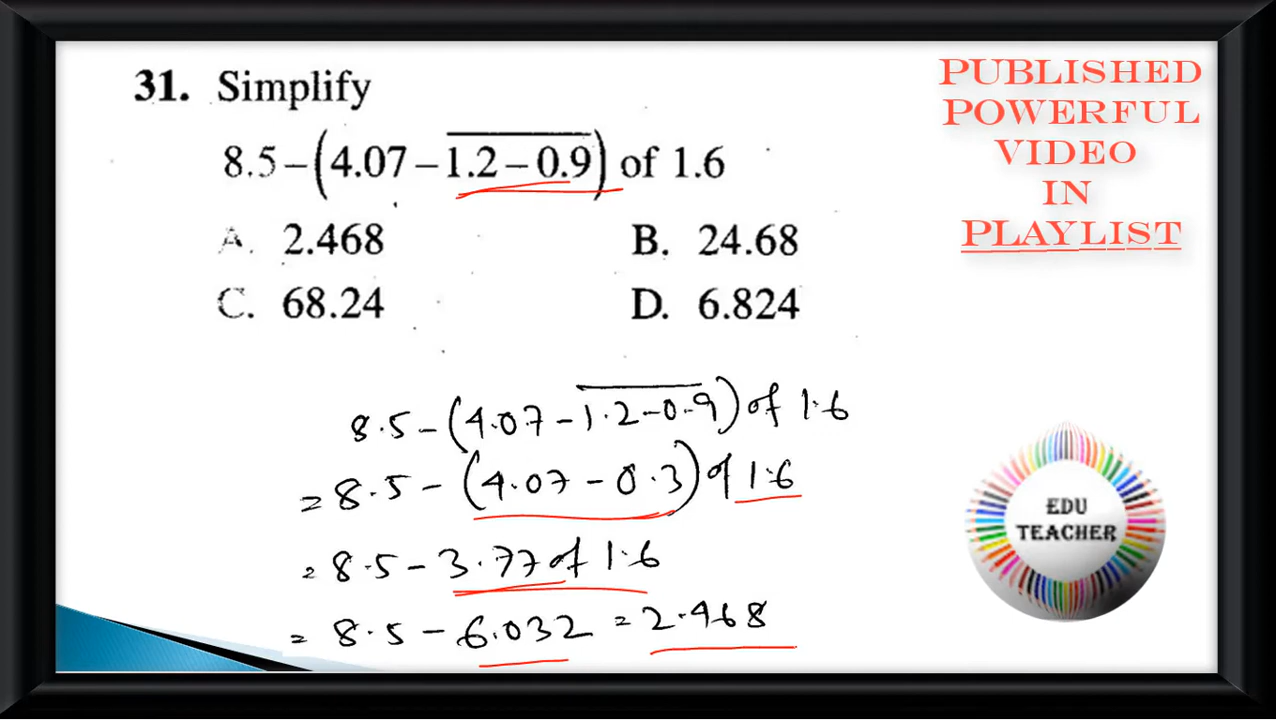 31. Simplify
8.5–(4.07–1.2–0.9) of 1.6
A. 2.468
B. 24.68
C. 68.24
D. 6.824
8.5-(4.07-1.2-0.9) of 1.6
= 8.5 - (4.07 - 0.3) of 1.6
= 8.5 - 3.77 of 1.6
= 8.5 - 6.032 = 2.468
PUBLISHED
POWERFUL
VIDEO
IN
PLAYLIST
EDU
TEACHER